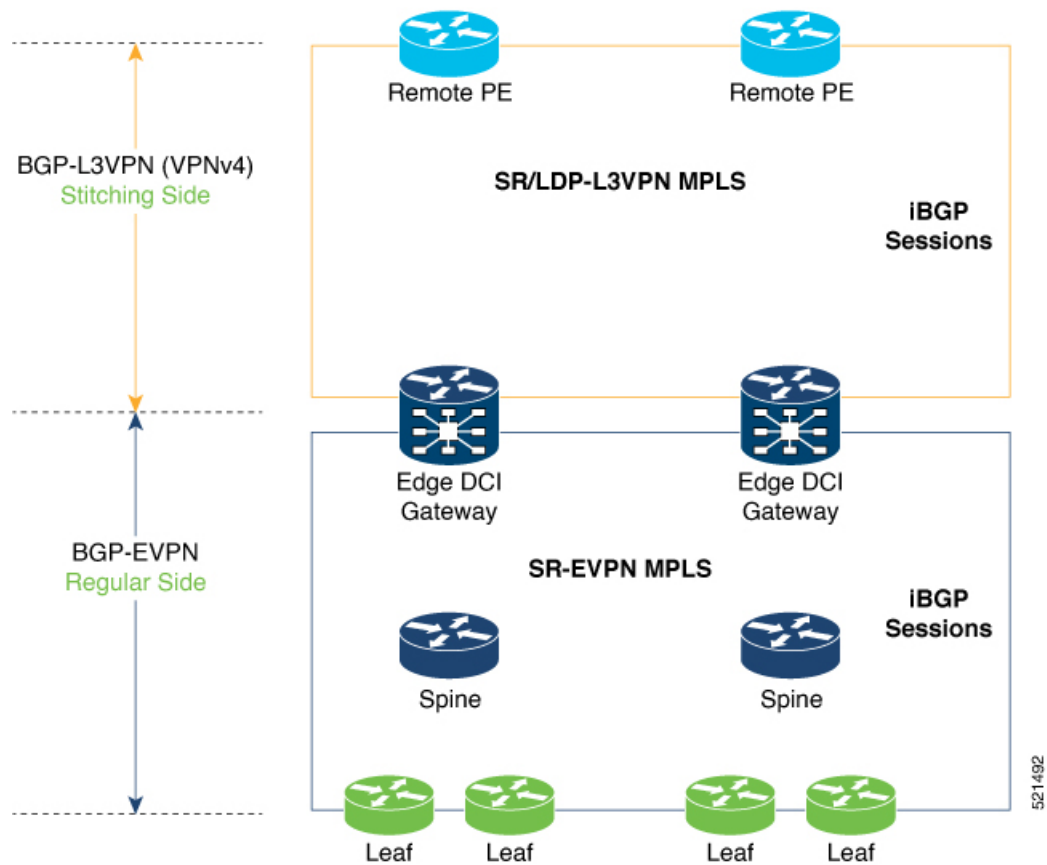 Remote PE
Remote PE
BGP-L3VPN (VPNv4)
Stitching Side
SR/LDP-L3VPN MPLS
iBGP
Sessions
Edge DCI
Gateway
Edge DCI
Gateway
BGP-EVPN
Regular Side
SR-EVPN MPLS
iBGP
Sessions
Spine
Spine
Leaf
Leaf
Leaf
Leaf
521492